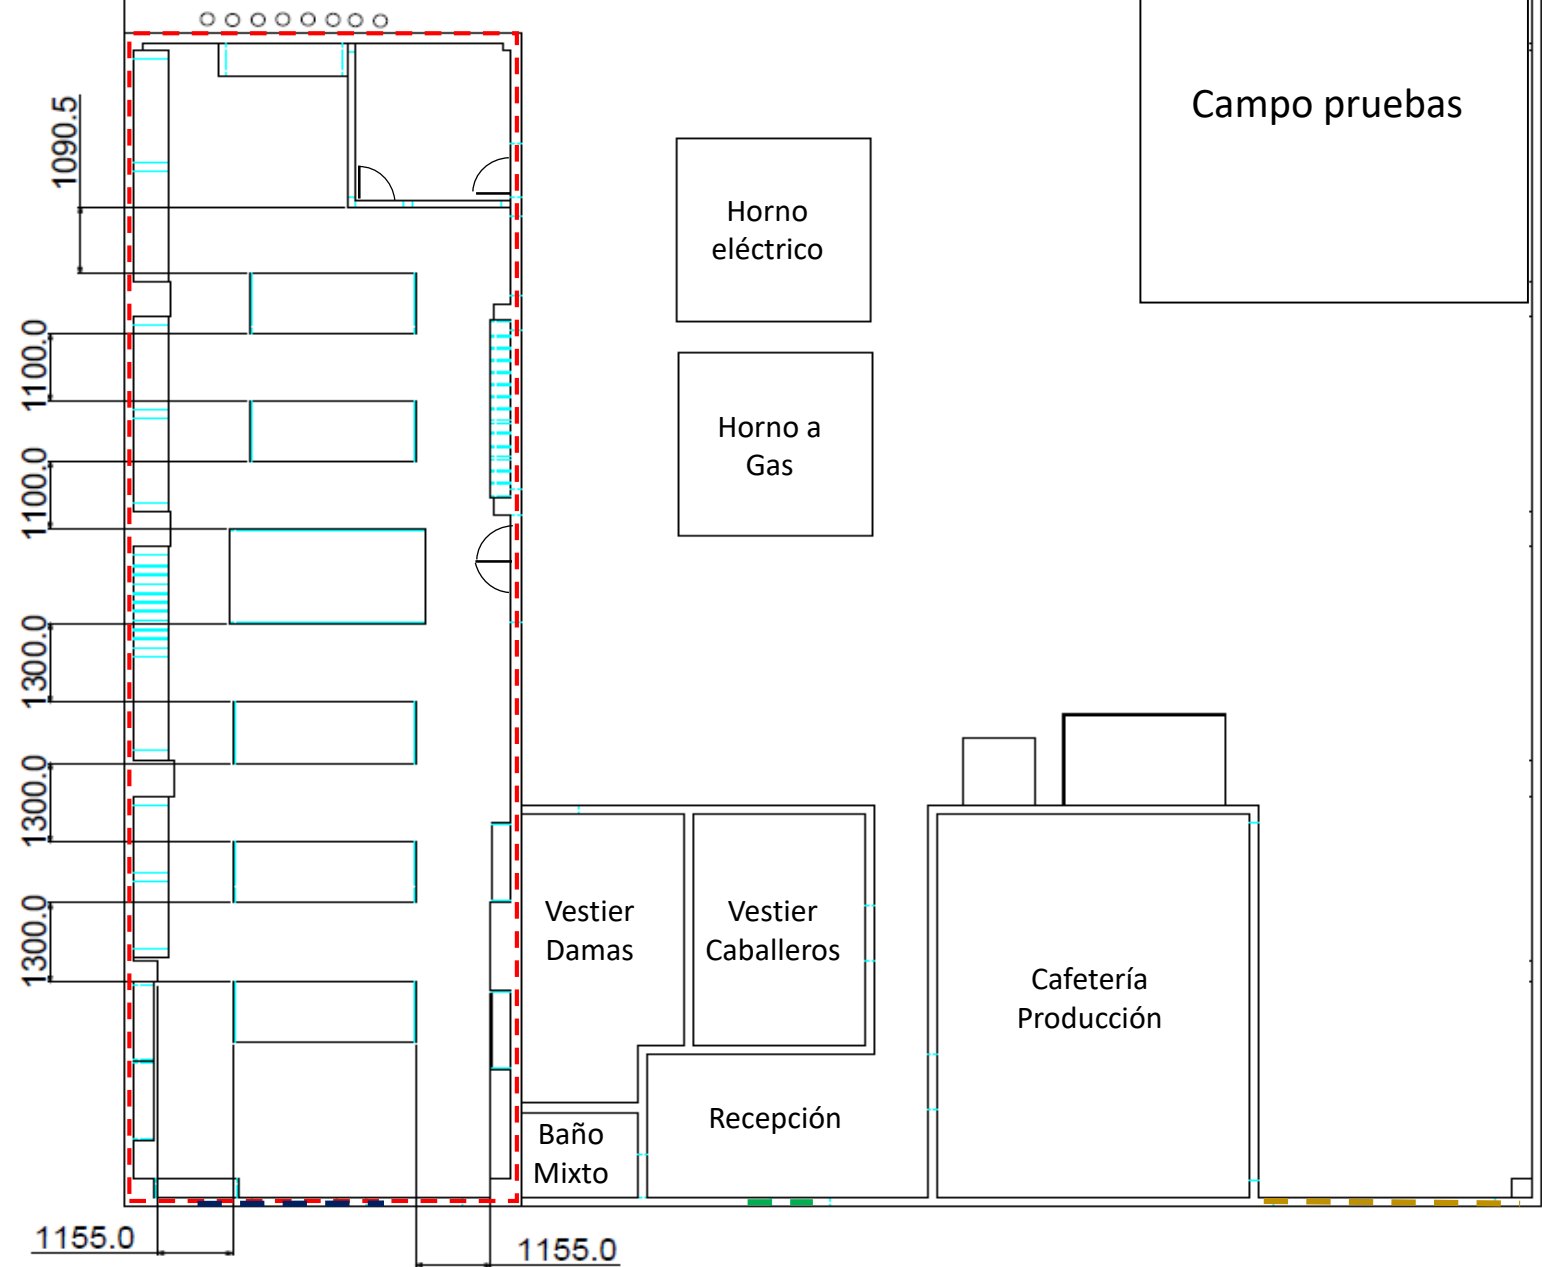 Campo pruebas
1090.5
Horno
eléctrico
1100.0
Horno a
Gas
1100.0
1300.0
1300.0
Vestier
Damas
Vestier
Caballeros
1300.0
Cafetería
Producción
Recepción
Baño
Mixto
1155.0
1155.0